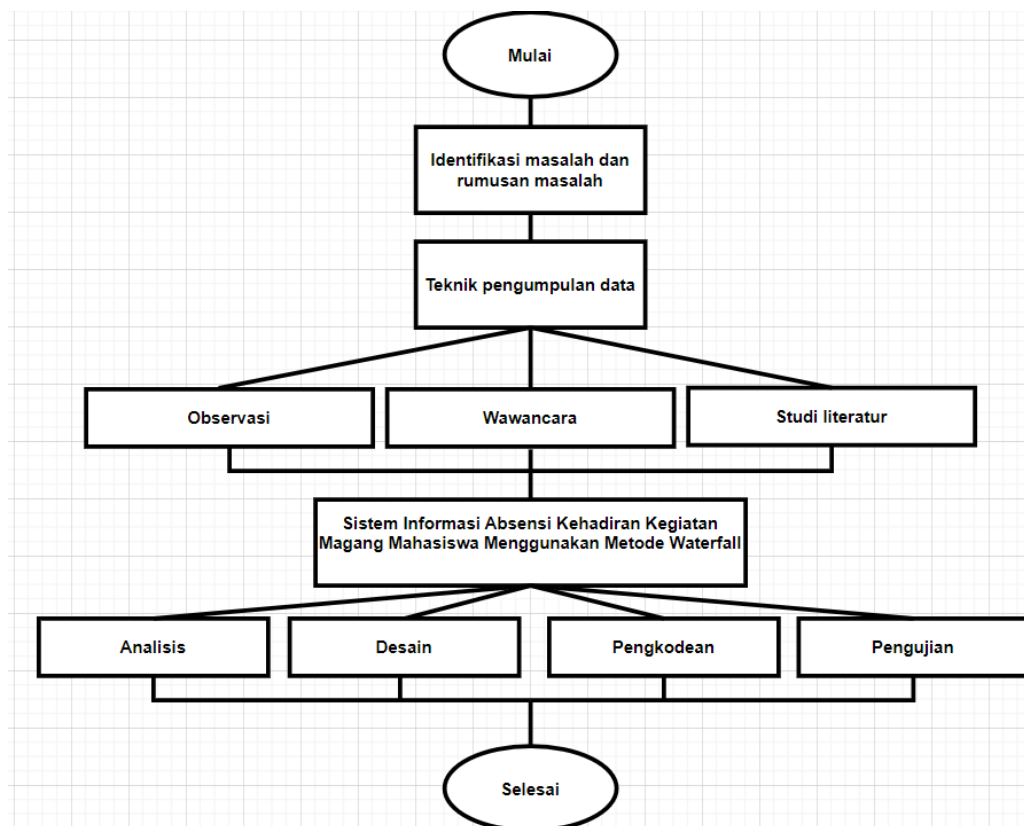 Mulai
Identifikasi masalah dan
rumusan masalah
Teknik pengumpulan data
Observasi
Wawancara
Studi literatur
Sistem Informasi Absensi Kehadiran Kegiatan
Magang Mahasiswa Menggunakan Metode Waterfall
Analisis
Desain
Pengkodean
Pengujian
Selesai